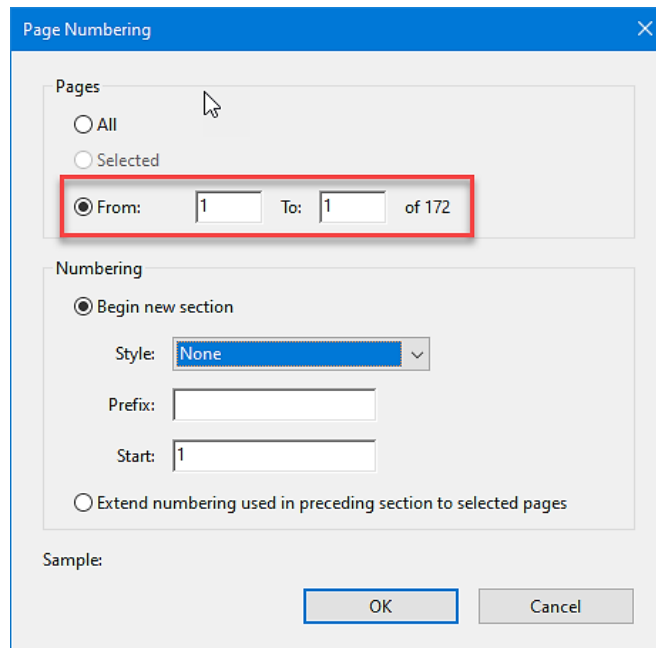 Page Numbering
Pages
All
Selected
From: 1 To: 1 of 172
Numbering
Begin new section
Style: None
Prefix:
Start: 1
Extend numbering used in preceding section to selected pages
Sample:
OK Cancel